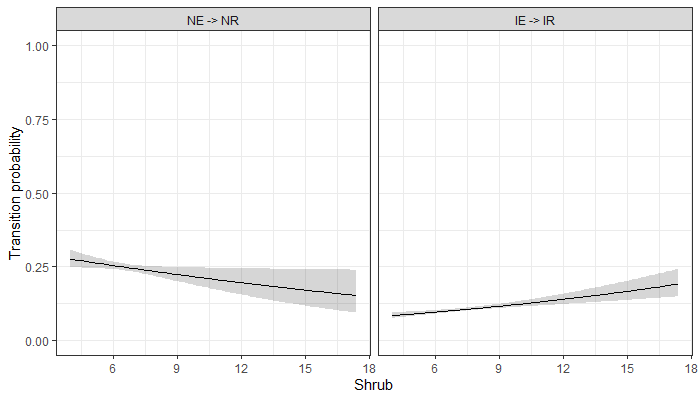 NE -> NR
IE -> IR
Transition probability
1.00
0.75
0.50
0.25
0.00
6 9 12 15 18
6 9 12 15 18
Shrub